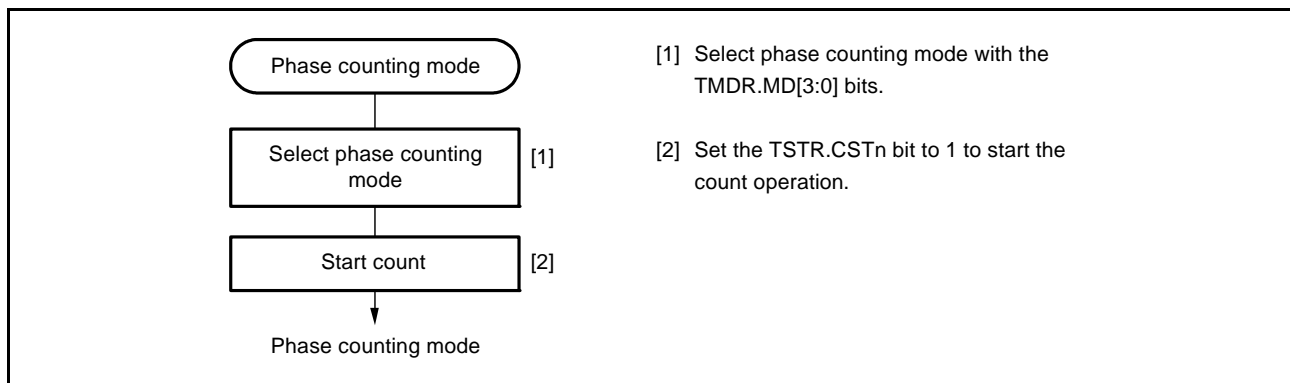 Phase counting mode
Select phase counting
mode
[1]
Start count
[2]
Phase counting mode
[1] Select phase counting mode with the
TMDR.MD[3:0] bits.
[2] Set the TSTR.CSTn bit to 1 to start the
count operation.